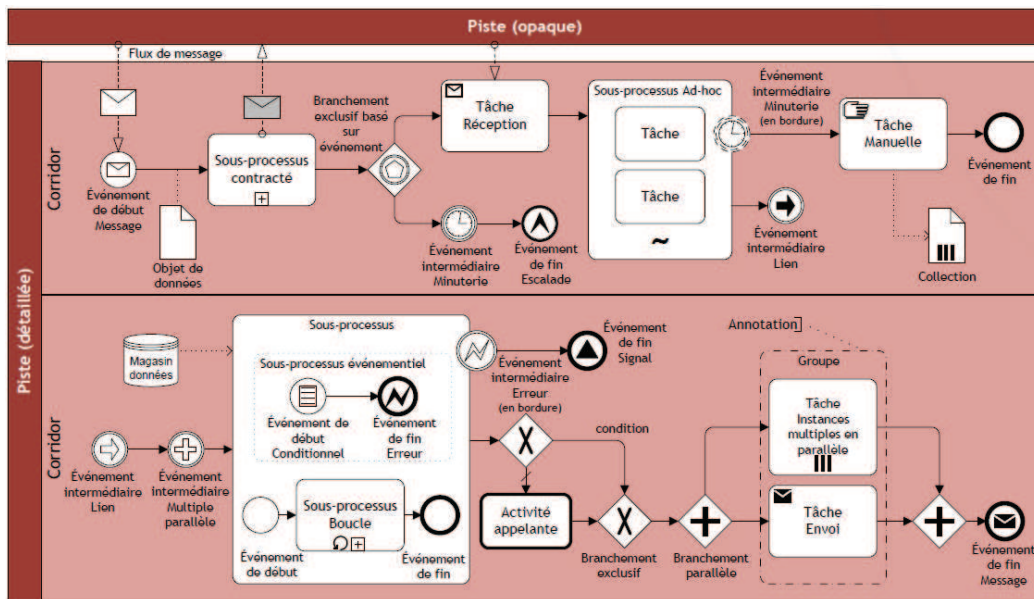 Piste (opaque)
Flux de message
Piste (détaillée)
Corridor
Événement
de début
Message
Objet de
données
Sous-processus
contracté
Branchement
exclusif basé
sur
événement
Tâche
Réception
Événement
intermédiaire
Minuterie
Événement
de fin
Escalade
Sous-processus Ad-hoc
Tâche
Tâche
~
Événement
intermédiaire
Minuterie
(en bordure)
Événement
intermédiaire
Lien
Tâche
Manuelle
Événement
de fin
Collection
Corridor
Magasin
données
Événement
intermédiaire
Lien
Événement
intermédiaire
Multiple
parallèle
Sous-processus
Sous-processus événementiel
Événement de
début
Conditionnel
Événement
de fin
Erreur
Événement
de début
Sous-processus
Boucle
Événement
de fin
Événement
intermédiaire
Erreur
(en bordure)
Événement
de fin
Signal
condition
Activité
appelante
Branchement
exclusif
Branchement
parallèle
Annotation
Groupe
Tâche
Instances
multiples en
parallèle
Tâche
Envoi
Événement
de fin
Message